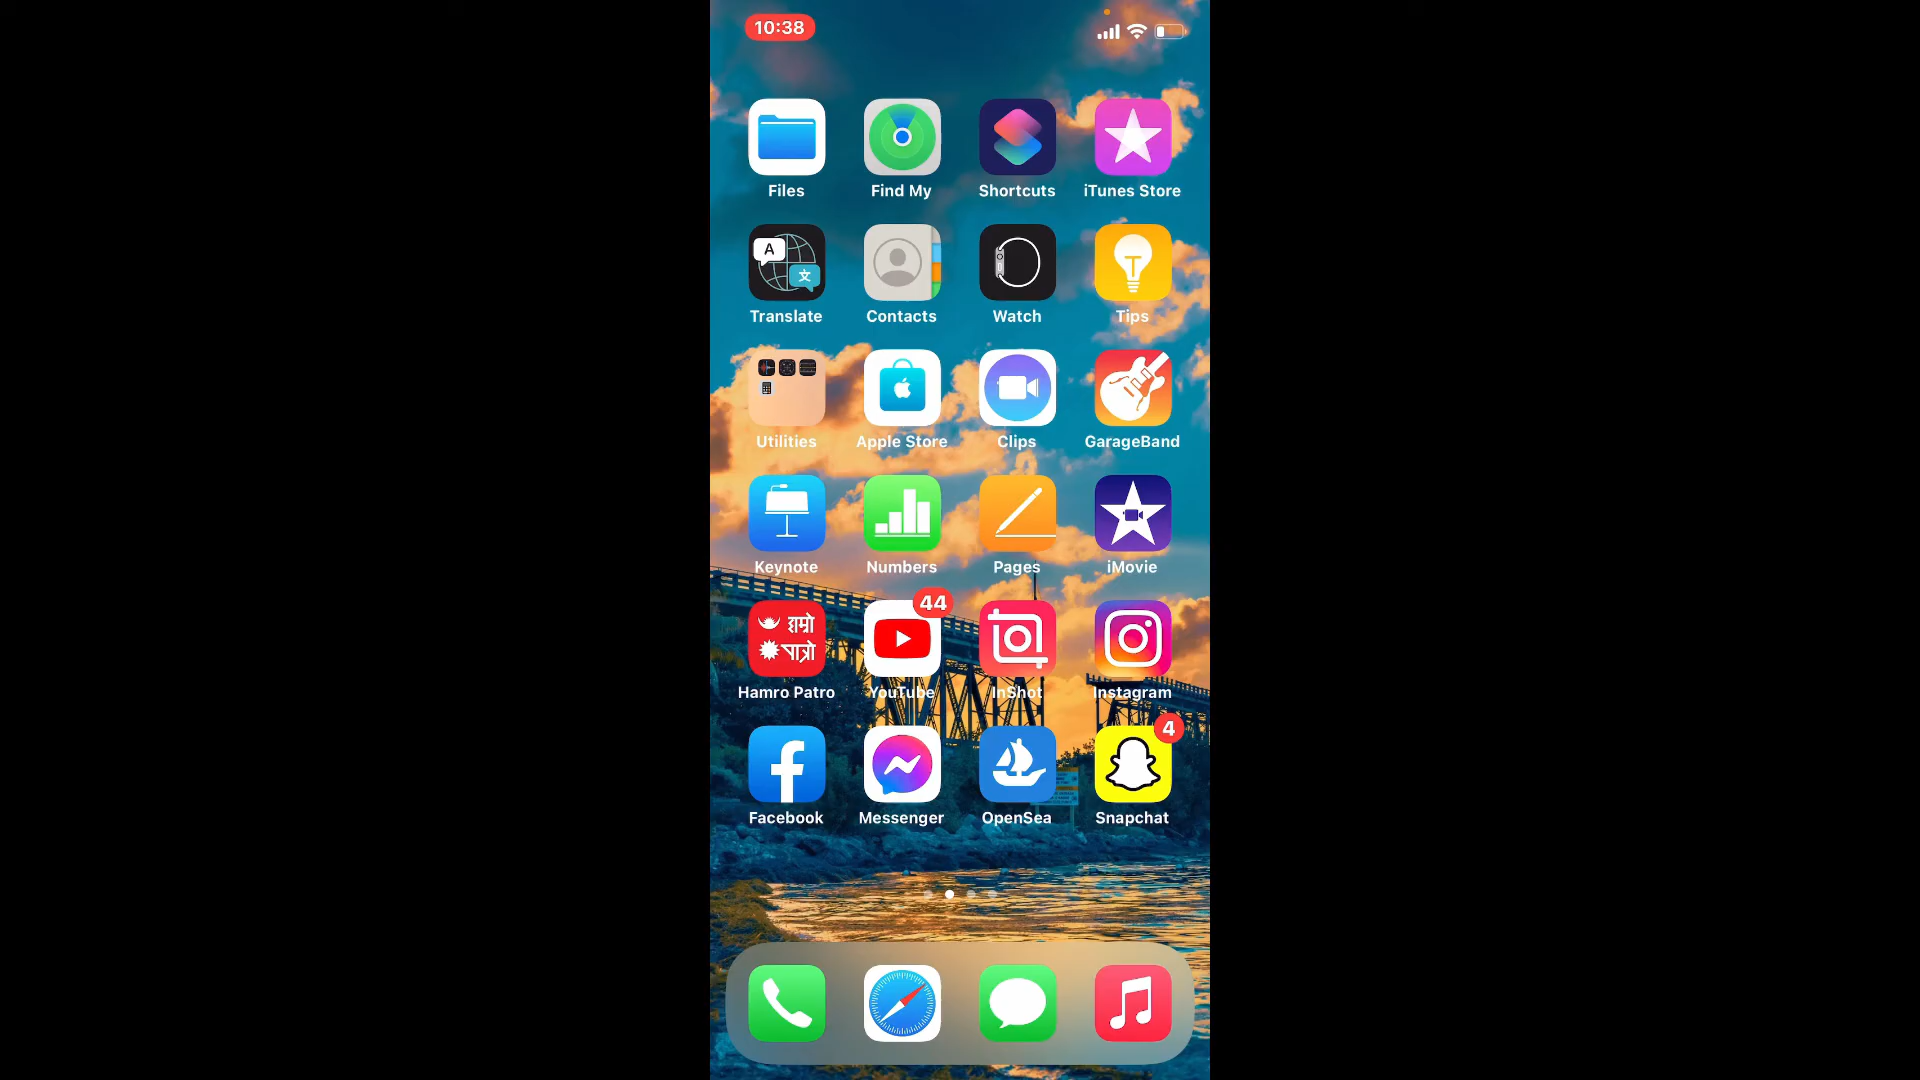 10:38
Files
Find My
Shortcuts
iTunes Store
A
文
Translate
Contacts
Watch
Tips
Utilities
Apple Store
Clips
GarageBand
Keynote
Numbers
Pages
iMovie
हाम्रो
पात्रो
44
Hamro Patro
YouTube
InShot
Instagram
4
Facebook
Messenger
OpenSea
Snapchat